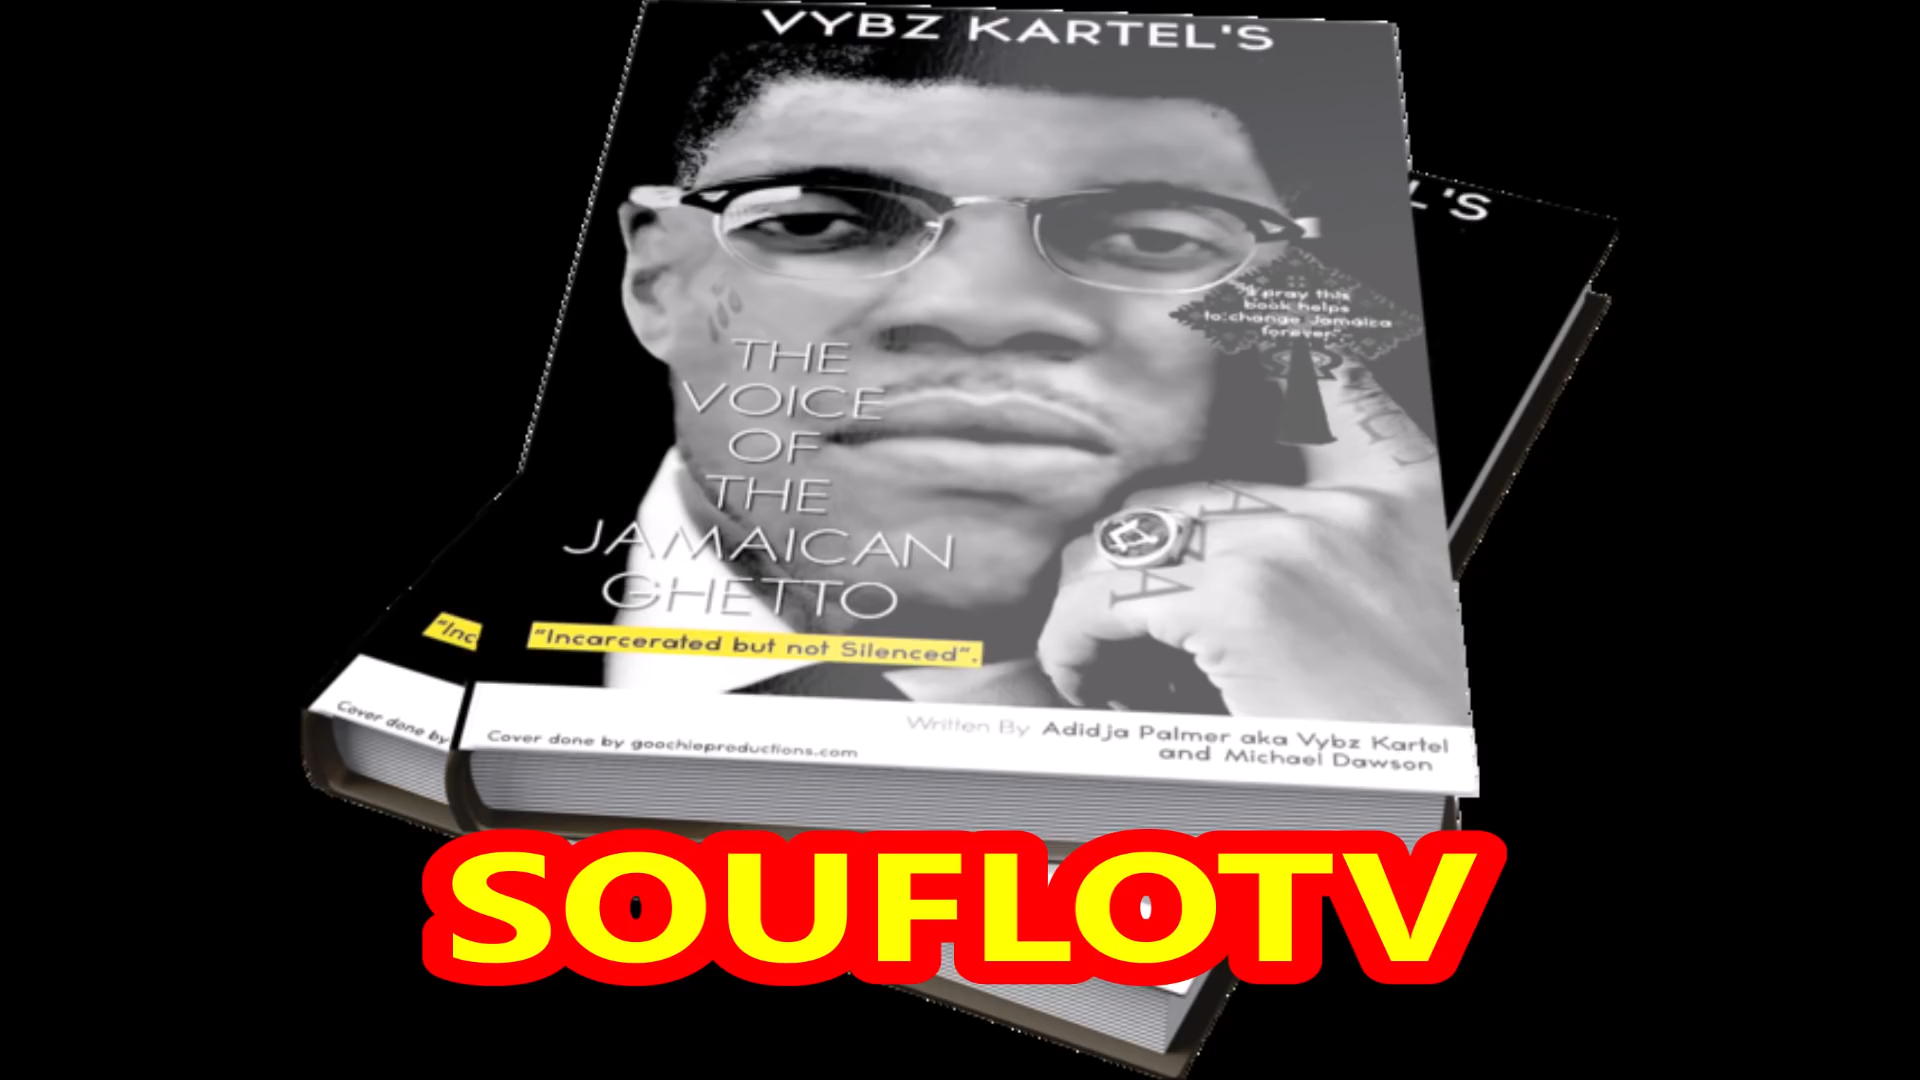 VYBZ KARTEL'S
L'S
"I pray this
book helps
to change Jamaica
forever"
THE
VOICE
OF
THE
JAMAICAN
GHETTO
"Inc
"Incarcerated but not Silenced".
Written By Adidja Palmer aka Vybz Kartel
and Michael Dawson
Cover done by
Cover done by goochieproductions.com
SOUFLOTV